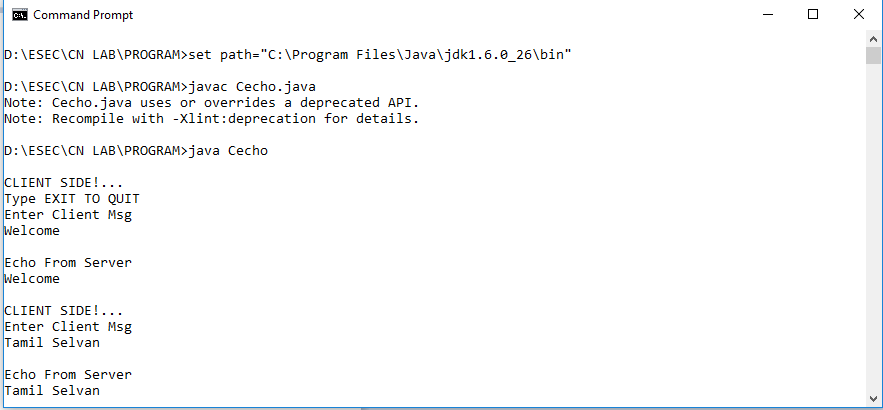 Command Prompt
D:\ESEC\CN LAB\PROGRAM>set path="C:\Program Files\Java\jdk1.6.0_26\bin"
D:\ESEC\CN LAB\PROGRAM>javac Cecho.java
Note: Cecho.java uses or overrides a deprecated API.
Note: Recompile with -Xlint:deprecation for details.
D:\ESEC\CN LAB\PROGRAM>java Cecho
CLIENT SIDE!...
Type EXIT TO QUIT
Enter Client Msg
Welcome
Echo From Server
Welcome
CLIENT SIDE!...
Enter Client Msg
Tamil Selvan
Echo From Server
Tamil Selvan